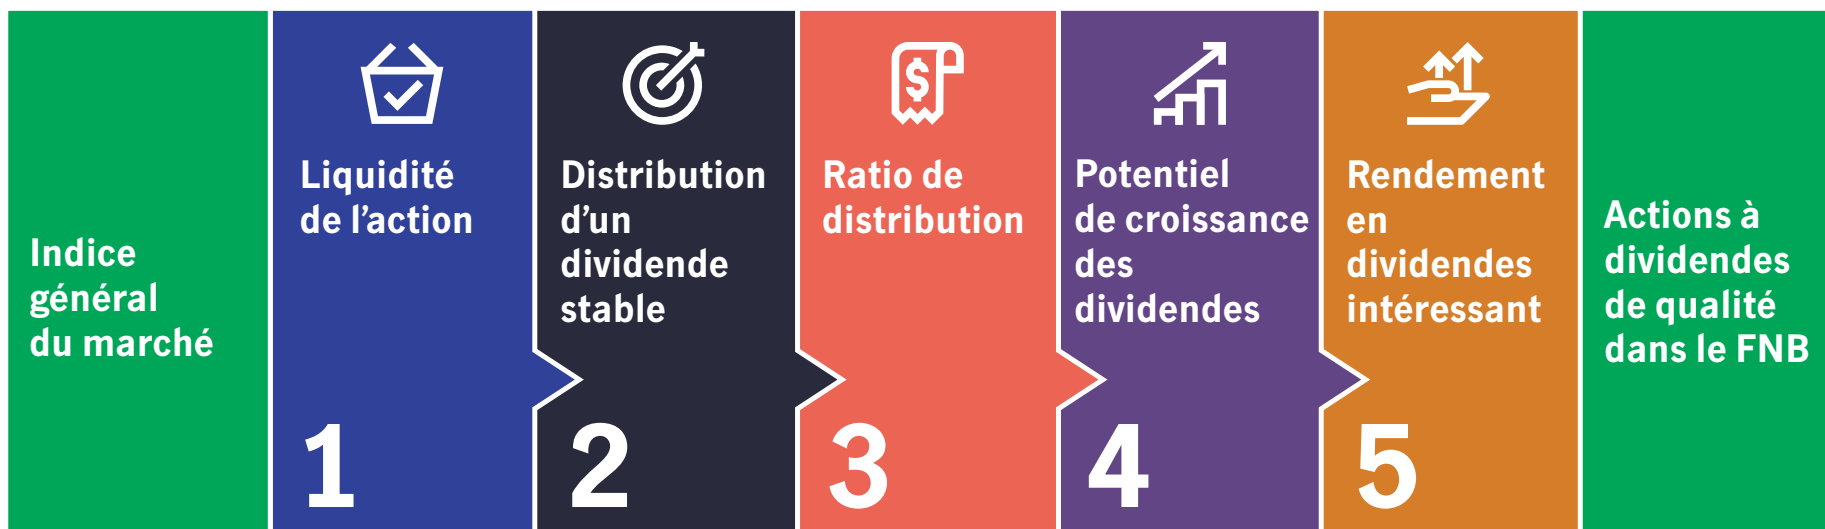 Indice
général
du marché
Liquidité
de l’action
1
Distribution
d’un
dividende
stable
2
$
Ratio de
distribution
3
Potentiel
de croissance
des
dividendes
4
Rendement
en
dividendes
intéressant
5
Actions à
dividendes
de qualité
dans le FNB